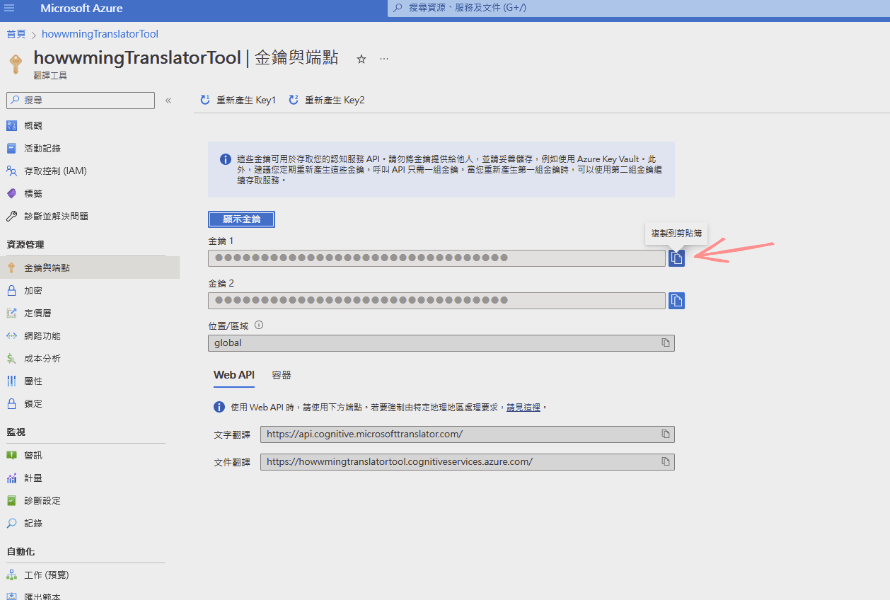 Microsoft Azure
搜尋資源、服務及文件 (G+/)
首頁 > howwmingTranslatorTool
howwmingTranslatorTool | 金鑰與端點 ☆ ...
翻譯工具
搜尋 «
重新產生 Key1 重新產生 Key2
概觀
活動記錄
存取控制 (IAM)
標籤
診斷並解決問題
資源管理
金鑰與端點
加密
定價層
網路功能
成本分析
屬性
鎖定
監視
警訊
計量
診斷設定
記錄
自動化
工作 (預覽)
匯出範本
這些金鑰可用於存取您的認知服務 API。請勿將金鑰提供給他人，並請妥善儲存，例如使用 Azure Key Vault。此
外，建議您定期重新產生這些金鑰。呼叫 API 只需一組金鑰。當您重新產生第一組金鑰時，可以使用第二組金鑰繼
續存取服務。
顯示金鑰
複製到剪貼簿
金鑰 1
●●●●●●●●●●●●●●●●●●●●●●●●●●●●●●●●
金鑰 2
●●●●●●●●●●●●●●●●●●●●●●●●●●●●●●●●
位置/區域
global
Web API 容器
使用 Web API 時，請使用下方端點。若要強制由特定地理地區處理要求，請見這裡。
文字翻譯 https://api.cognitive.microsofttranslator.com/
文件翻譯 https://howwmingtranslatortool.cognitiveservices.azure.com/